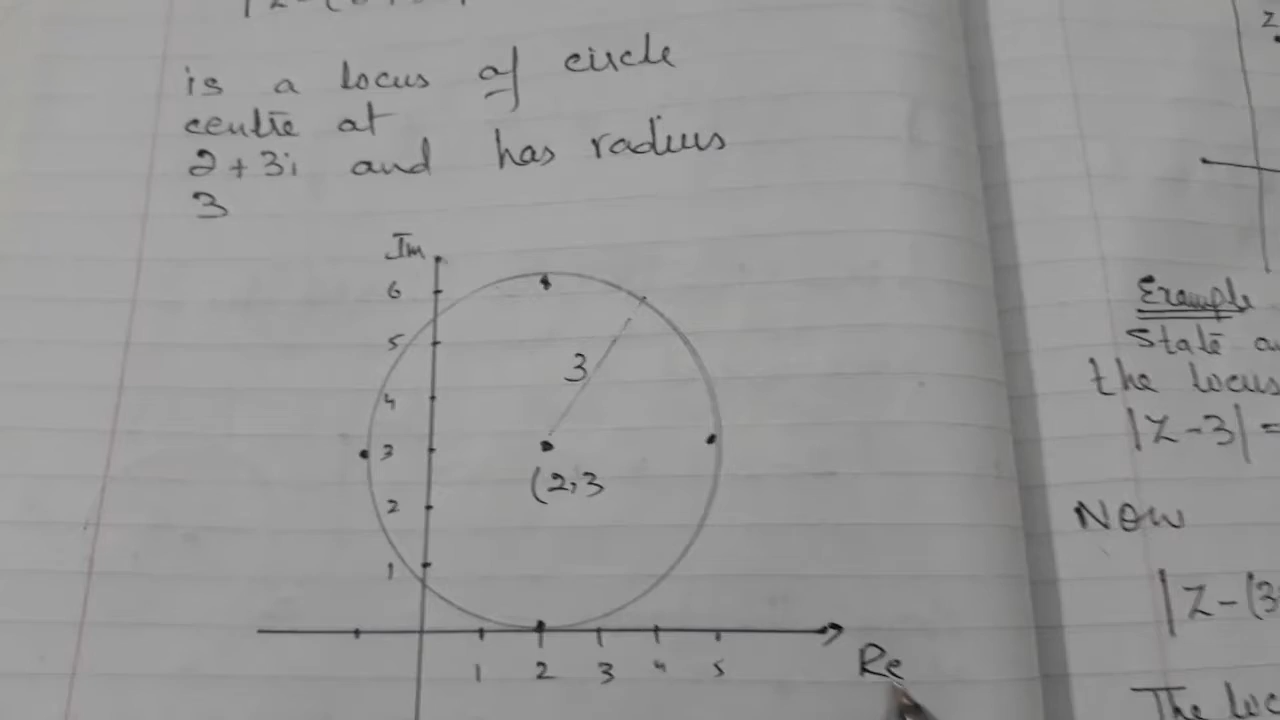 is a locus of circle
centre at
2+3i and has radius
3
Im
6
5
4
3
3
2
1
(2,3
1 2 3 4 5
Re
Example
State
the locus
|Z-3| =
Now
|Z-(3
The